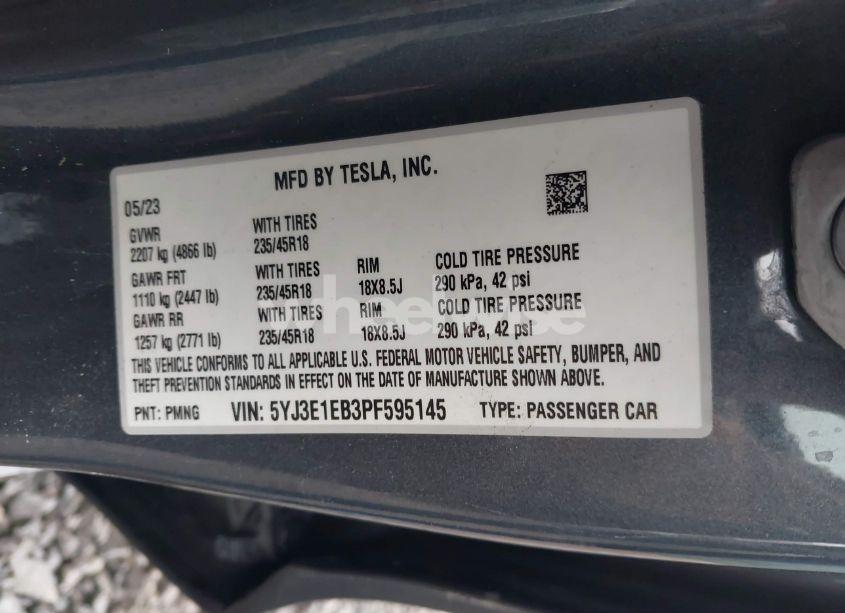 MFD BY TESLA, INC.
05/23
GVWR WITH TIRES
2207 kg (4866 lb) 235/45R18
GAWR FRT WITH TIRES RIM COLD TIRE PRESSURE
1110 kg (2447 lb) 235/45R18 18X8.5J 290 kPa, 42 psi
GAWR RR WITH TIRES RIM COLD TIRE PRESSURE
1257 kg (2771 lb) 235/45R18 18X8.5J 290 kPa, 42 psi
THIS VEHICLE CONFORMS TO ALL APPLICABLE U.S. FEDERAL MOTOR VEHICLE SAFETY, BUMPER, AND
THEFT PREVENTION STANDARDS IN EFFECT ON THE DATE OF MANUFACTURE SHOWN ABOVE.
PNT: PMNG VIN: 5YJ3E1EB3PF595145 TYPE: PASSENGER CAR